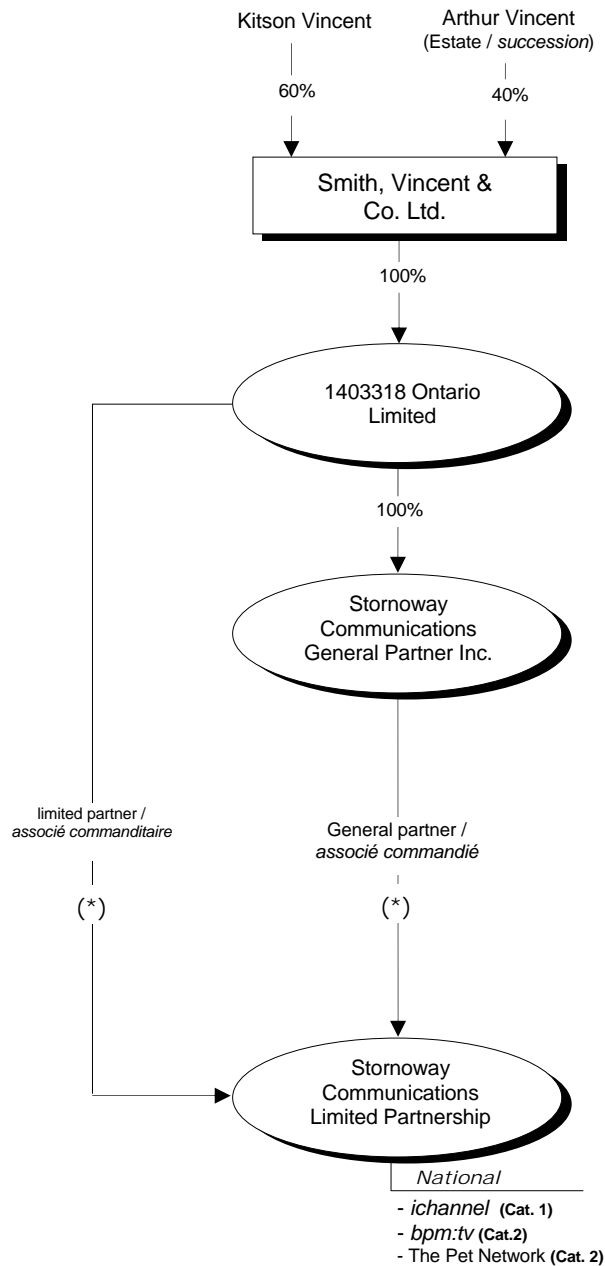 Kitson Vincent
Arthur Vincent
(Estate / succession)
60%
40%
Smith, Vincent &
Co. Ltd.
100%
1403318 Ontario
Limited
100%
Stornoway
Communications
General Partner Inc.
limited partner /
associé commanditaire
(*)
General partner /
associé commandié
(*)
Stornoway
Communications
Limited Partnership
National
- ichannel (Cat. 1)
- bpm:tv (Cat.2)
- The Pet Network (Cat. 2)